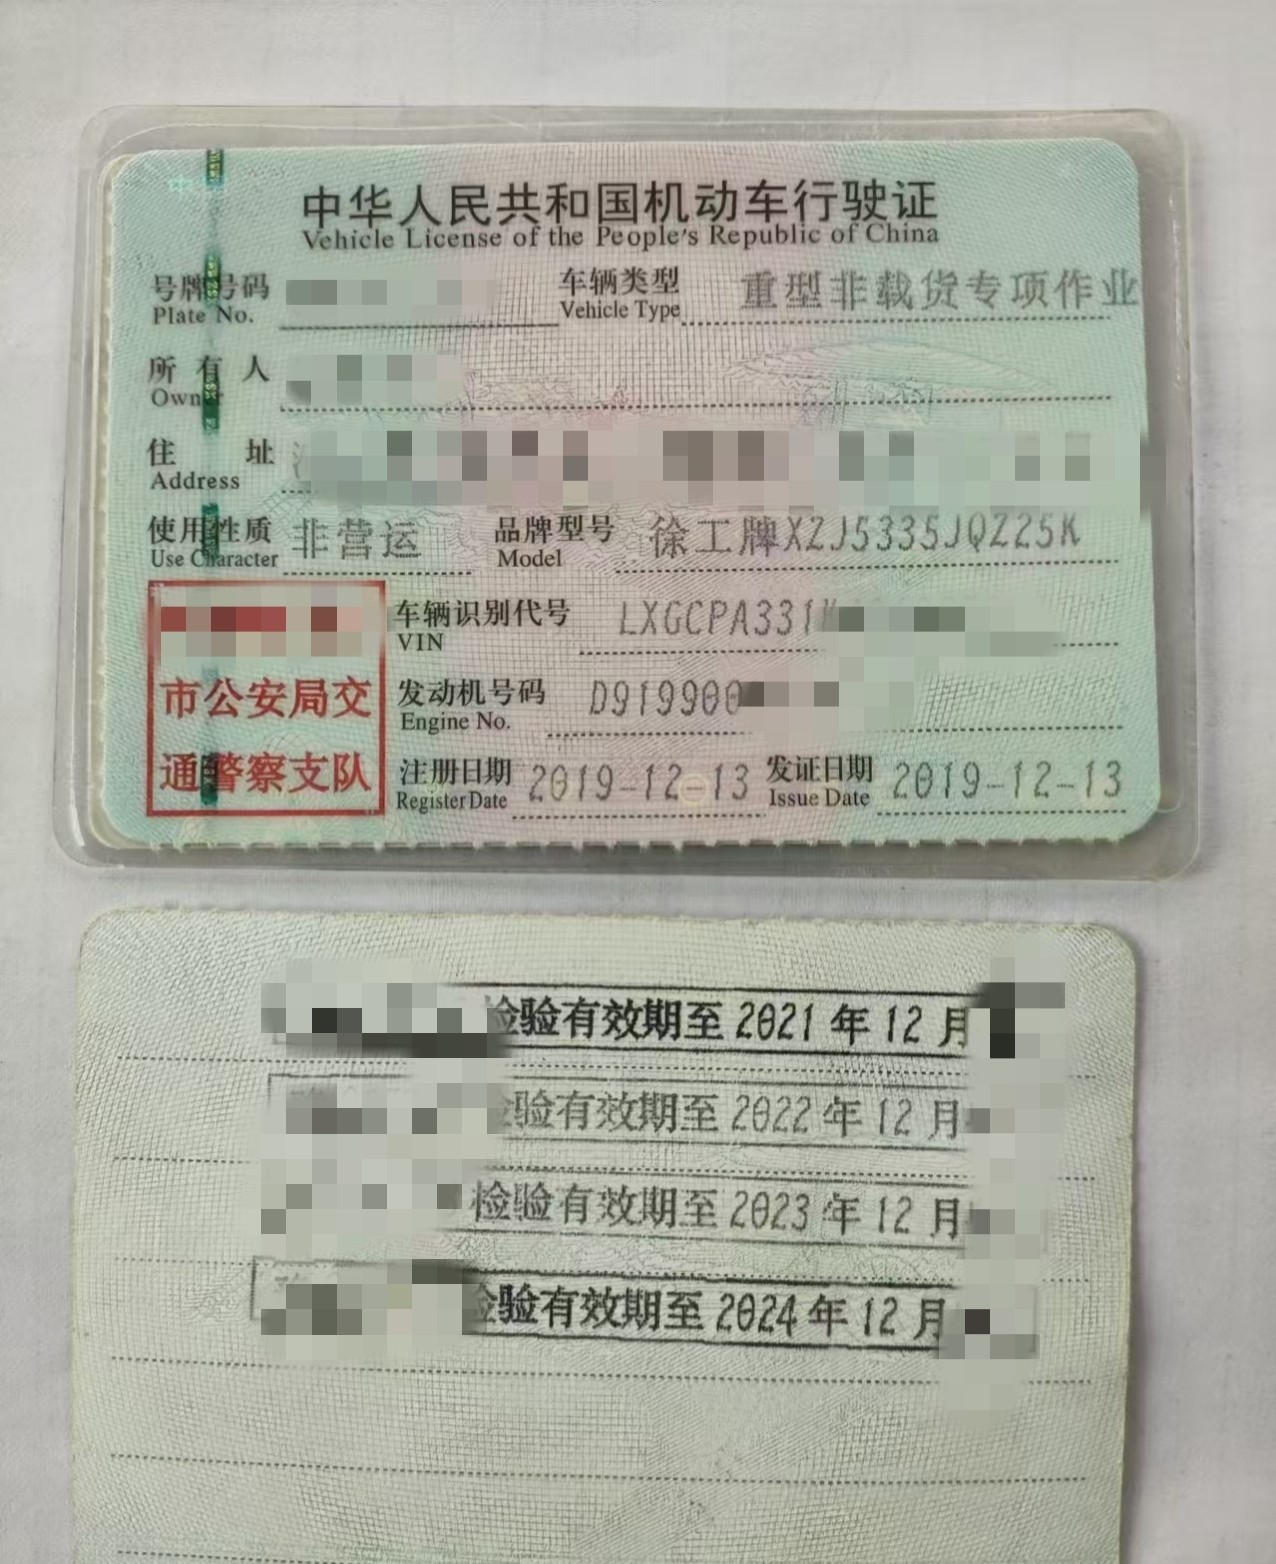 中华人民共和国机动车行驶证
Vehicle License of the People's Republic of China
号牌号码 车辆类型 重型非载货专项作业
Plate No. Vehicle Type
所有人
Owner
住址
Address
使用性质 非营运 品牌型号 徐工牌XZJ5335JQZ25K
Use Character Model
车辆识别代号 LXGCPA331
VIN
市公安局交
发动机号码 D919900
Engine No.
通警察支队
注册日期 2019-12-13 发证日期 2019-12-13
Register Date Issue Date
检验有效期至2021年12月
验有效期至2022年12月
检验有效期至2023年12月
检验有效期至2024年12月